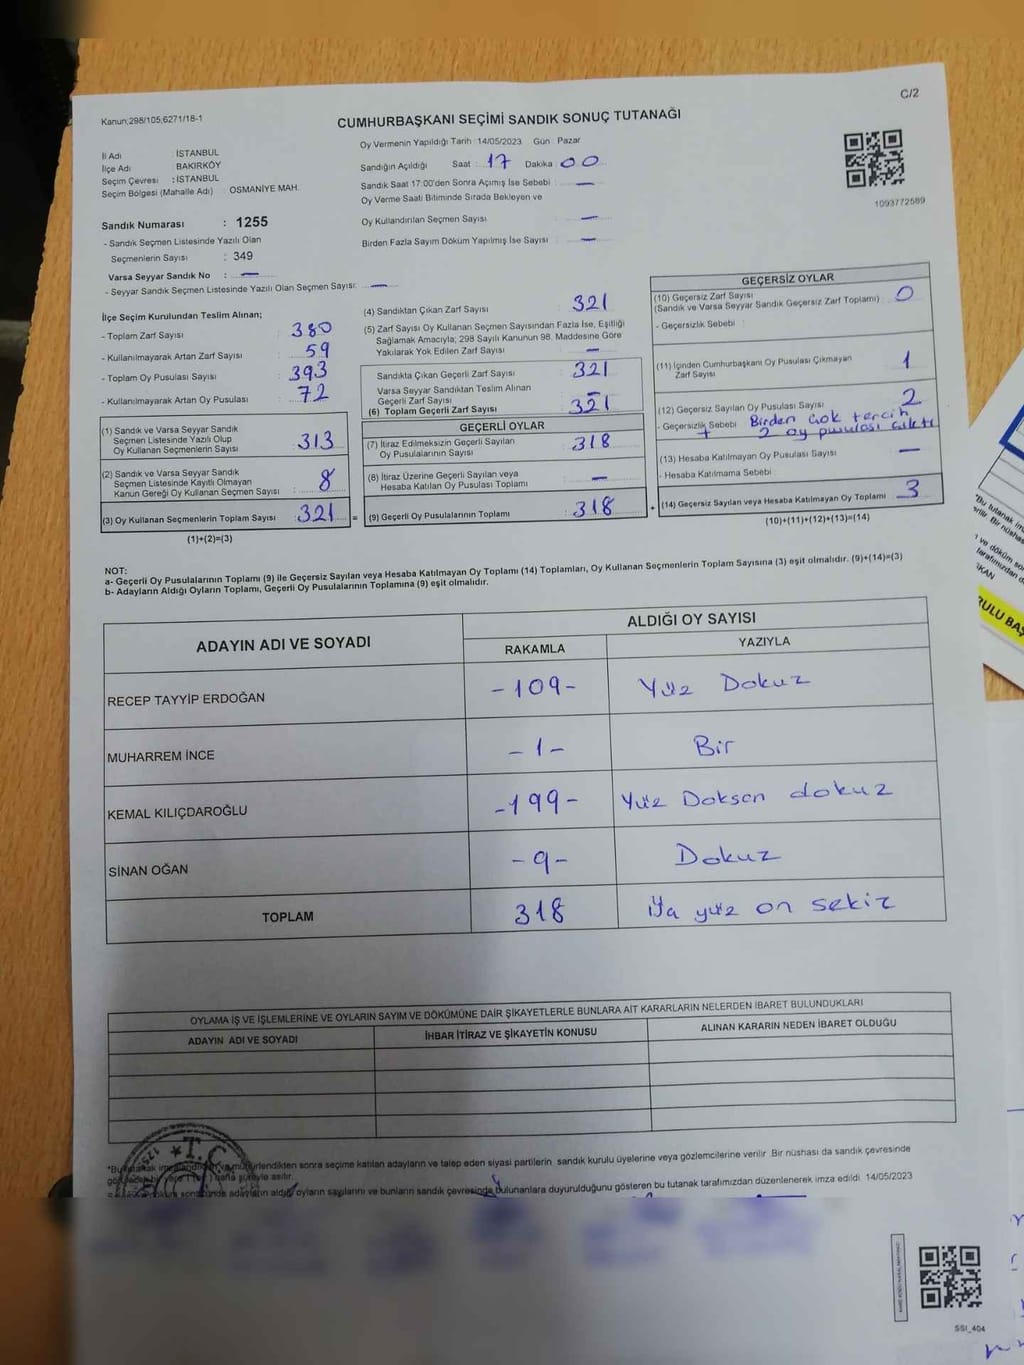 C/2
Kanun;298/105,6271/18-1
CUMHURBAŞKANI SEÇİMİ SANDIK SONUÇ TUTANAĞI
İl Adı : İSTANBUL
İlçe Adı : BAKIRKÖY
Seçim Çevresi : İSTANBUL
Seçim Bölgesi (Mahalle Adı) : OSMANİYE MAH.
Sandık Numarası : 1255
- Sandık Seçmen Listesinde Yazılı Olan
Seçmenlerin Sayısı : 349
Varsa Seyyar Sandık No : —
- Seyyar Sandık Seçmen Listesinde Yazılı Olan Seçmen Sayısı: —
Oy Vermenin Yapıldığı Tarih : 14/05/2023 Gün : Pazar
Sandığın Açıldığı Saat : 17 Dakika : 00
Sandık Saat 17:00'den Sonra Açımış İse Sebebi : —
Oy Verme Saati Bitiminde Sırada Bekleyen ve
Oy Kullandırılan Seçmen Sayısı : —
Birden Fazla Sayım Döküm Yapılmış İse Sayısı : —
1093772589
İlçe Seçim Kurulundan Teslim Alınan;
- Toplam Zarf Sayısı : 380
- Kullanılmayarak Artan Zarf Sayısı : 59
- Toplam Oy Pusulası Sayısı : 393
- Kullanılmayarak Artan Oy Pusulası : 72
(1) Sandık ve Varsa Seyyar Sandık
Seçmen Listesinde Yazılı Olup
Oy Kullanan Seçmenlerin Sayısı : 313
(2) Sandık ve Varsa Seyyar Sandık
Seçmen Listesinde Kayıtlı Olmayan
Kanun Gereği Oy Kullanan Seçmen Sayısı : 8
(3) Oy Kullanan Seçmenlerin Toplam Sayısı : 321 =
(1)+(2)=(3)
(4) Sandıktan Çıkan Zarf Sayısı : 321
(5) Zarf Sayısı Oy Kullanan Seçmen Sayısından Fazla İse, Eşitliği
Sağlamak Amacıyla; 298 Sayılı Kanunun 98. Maddesine Göre
Yakılarak Yok Edilen Zarf Sayısı : —
Sandıkta Çıkan Geçerli Zarf Sayısı : 321
Varsa Seyyar Sandıktan Teslim Alınan
Geçerli Zarf Sayısı : —
(6) Toplam Geçerli Zarf Sayısı : 321
GEÇERLİ OYLAR
(7) İtiraz Edilmeksizin Geçerli Sayılan
Oy Pusulalarının Sayısı : 318
(8) İtiraz Üzerine Geçerli Sayılan veya
Hesaba Katılan Oy Pusulası Toplamı : —
(9) Geçerli Oy Pusulalarının Toplamı : 318 +
GEÇERSİZ OYLAR
(10) Geçersiz Zarf Sayısı
(Sandık ve Varsa Seyyar Sandık Geçersiz Zarf Toplamı) : 0
- Geçersizlik Sebebi :
(11) İçinden Cumhurbaşkanı Oy Pusulası Çıkmayan
Zarf Sayısı : 1
(12) Geçersiz Sayılan Oy Pusulası Sayısı : 2
- Geçersizlik Sebebi : Birden çok tercih
+ 2 oy pusulası çıktı
(13) Hesaba Katılmayan Oy Pusulası Sayısı : —
- Hesaba Katılmama Sebebi :
(14) Geçersiz Sayılan veya Hesaba Katılmayan Oy Toplamı : 3
(10)+(11)+(12)+(13)=(14)
NOT:
a- Geçerli Oy Pusulalarının Toplamı (9) ile Geçersiz Sayılan veya Hesaba Katılmayan Oy Toplamı (14) Toplamları, Oy Kullanan Seçmenlerin Toplam Sayısına (3) eşit olmalıdır. (9)+(14)=(3)
b- Adayların Aldığı Oyların Toplamı, Geçerli Oy Pusulalarının Toplamına (9) eşit olmalıdır.
ADAYIN ADI VE SOYADI
ALDIĞI OY SAYISI
RAKAMLA YAZIYLA
RECEP TAYYİP ERDOĞAN -109- Yüz Dokuz
MUHARREM İNCE -1- Bir
KEMAL KILIÇDAROĞLU -199- Yüz Doksan dokuz
SİNAN OĞAN -9- Dokuz
TOPLAM 318 yüz on sekiz
OYLAMA İŞ VE İŞLEMLERİNE VE OYLARIN SAYIM VE DÖKÜMÜNE DAİR ŞİKAYETLERLE BUNLARA AİT KARARLARIN NELERDEN İBARET BULUNDUKLARI
ADAYIN ADI VE SOYADI İHBAR İTİRAZ VE ŞİKAYETİN KONUSU ALINAN KARARIN NEDEN İBARET OLDUĞU
T.C.
sonra seçime katılan adayların ve talep eden siyasi partilerin sandık kurulu üyelerine veya gözlemcilerine verilir. Bir nüshası da sandık çevresinde
asılır.
adayların aldığı oyların sayılarını ve bunların sandık çevresinde bulunanlara duyurulduğunu gösteren bu tutanak tarafımızdan düzenlenerek imza edildi. 14/05/2023
SSI_404